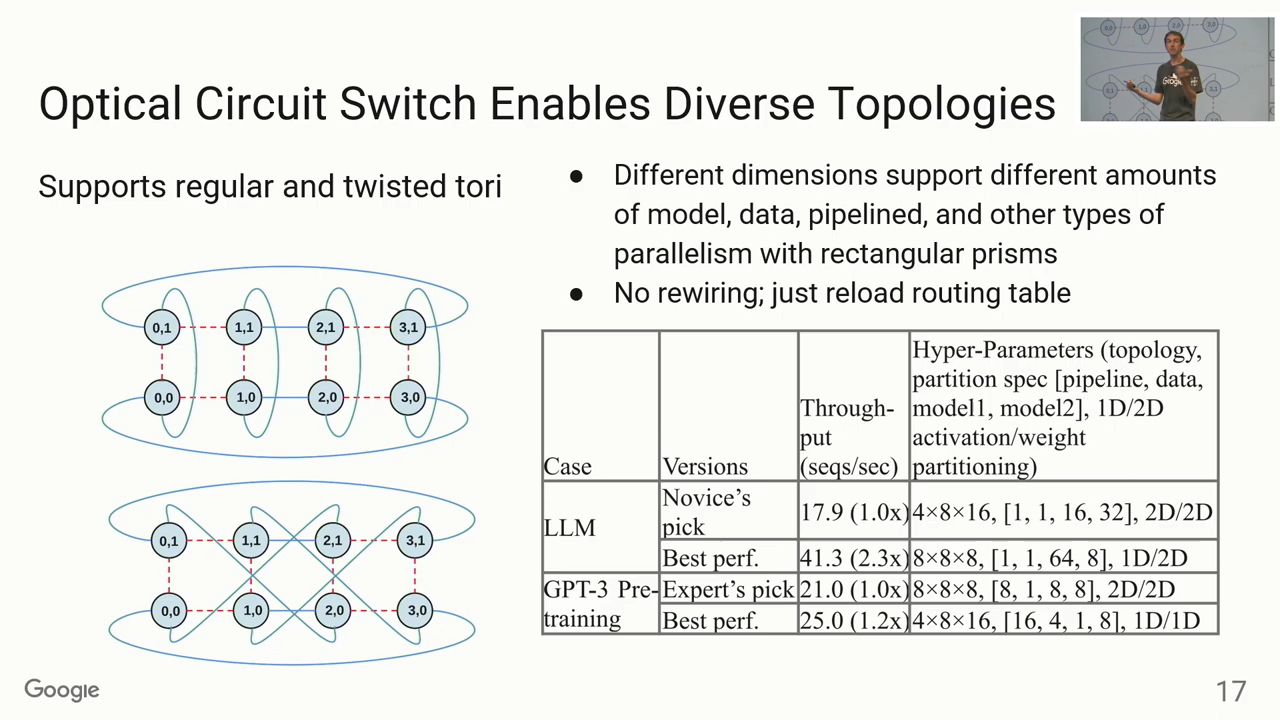 Optical Circuit Switch Enables Diverse Topologies
Supports regular and twisted tori
0,1 1,1 2,1 3,1
0,0 1,0 2,0 3,0
0,1 1,1 2,1 3,1
0,0 1,0 2,0 3,0
● Different dimensions support different amounts
of model, data, pipelined, and other types of
parallelism with rectangular prisms
● No rewiring; just reload routing table
Case
Versions
Through-
put
(seqs/sec)
Hyper-Parameters (topology,
partition spec [pipeline, data,
model1, model2], 1D/2D
activation/weight
partitioning)
LLM
Novice’s
pick
17.9 (1.0x)
4×8×16, [1, 1, 16, 32], 2D/2D
Best perf.
41.3 (2.3x)
8×8×8, [1, 1, 64, 8], 1D/2D
GPT-3 Pre-
training
Expert’s pick
21.0 (1.0x)
8×8×8, [8, 1, 8, 8], 2D/2D
Best perf.
25.0 (1.2x)
4×8×16, [16, 4, 1, 8], 1D/1D
Google
17